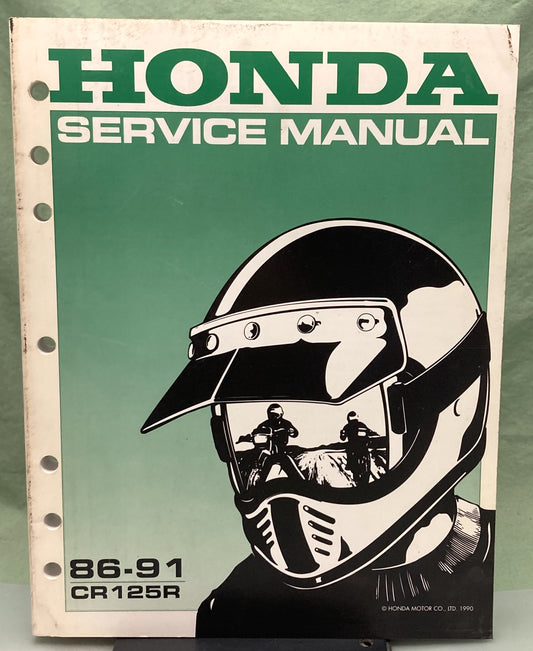 HONDA
SERVICE MANUAL
86-91
CR125R
© HONDA MOTOR CO., LTD. 1990